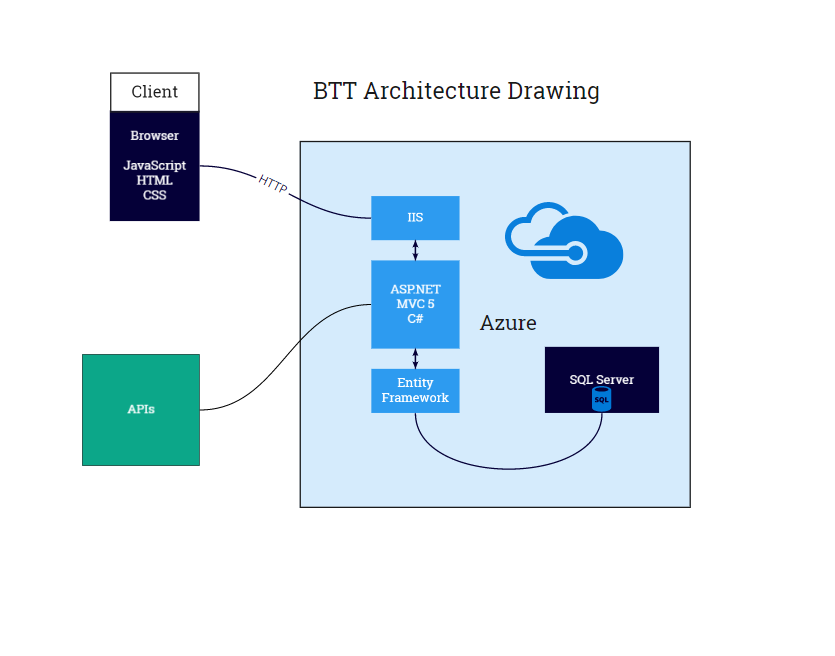 BTT Architecture Drawing
Client
Browser
JavaScript
HTML
CSS
HTTP
IIS
ASP.NET
MVC 5
C#
Azure
Entity
Framework
SQL Server
SQL
APIs